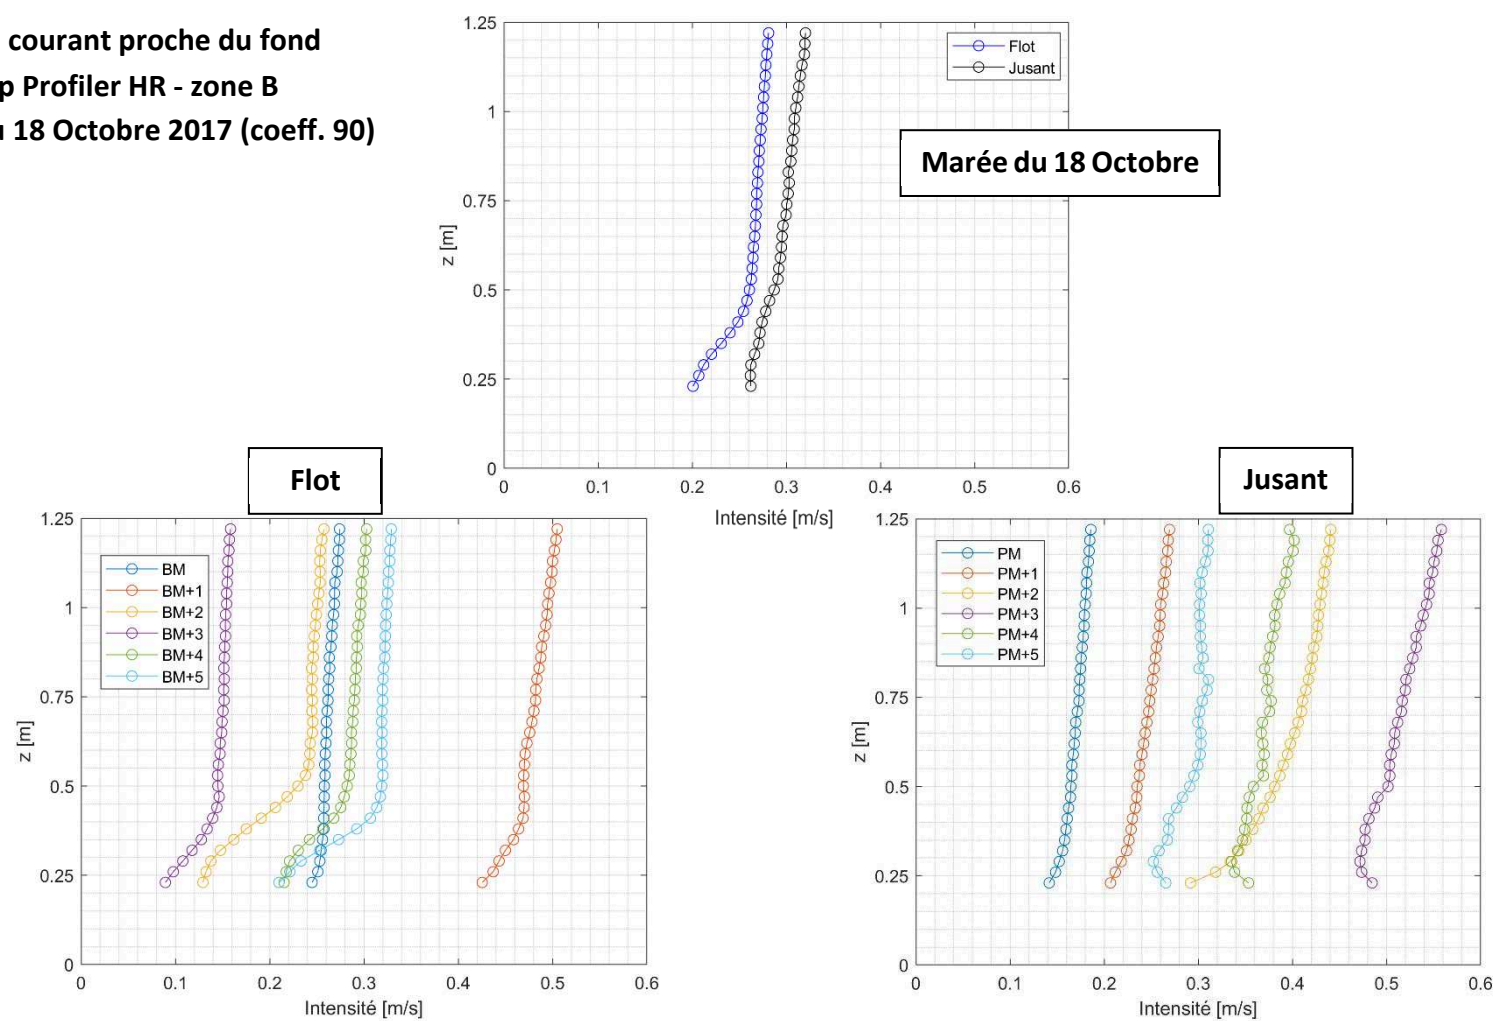 courant proche du fond
p Profiler HR - zone B
18 Octobre 2017 (coeff. 90)
1.25
1
0.75
0.5
0.25
0
z [m]
0 0.1 0.2 0.3 0.4 0.5 0.6
Intensité [m/s]
Flot
Jusant
Marée du 18 Octobre
Flot
1.25
1
0.75
0.5
0.25
0
z [m]
BM
BM+1
BM+2
BM+3
BM+4
BM+5
0 0.1 0.2 0.3 0.4 0.5 0.6
Intensité [m/s]
Jusant
1.25
1
0.75
0.5
0.25
0
z [m]
PM
PM+1
PM+2
PM+3
PM+4
PM+5
0 0.1 0.2 0.3 0.4 0.5 0.6
Intensité [m/s]